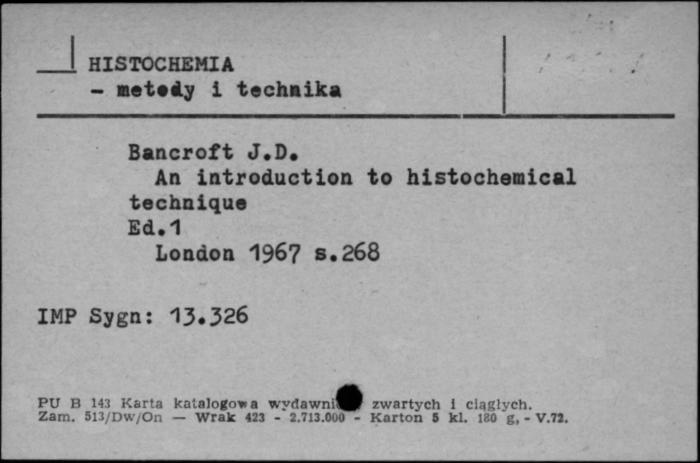 HISTOCHEMIA
- metody i technika
Bancroft J.D.
An introduction to histochemical
technique
Ed.1
London 1967 s.268
IMP Sygn: 13.326
PU B 143 Karta katalogowa zwartych i ciągłych.
Zam. 513/Dw/On — Wrak 423 - 2.713.000 - Karton 5 kl. 180 g, - V.72.